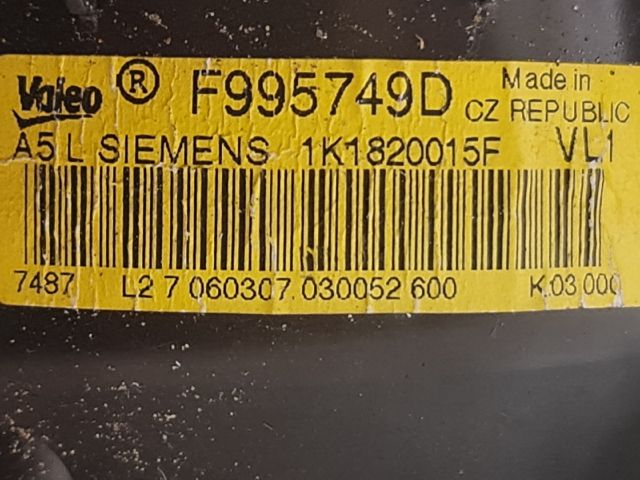 Valeo ® F995749D Made in
CZ REPUBLIC
A5 L SIEMENS 1K1820015F VL1
7487 L2 7 060307 030052 600 K.03 000